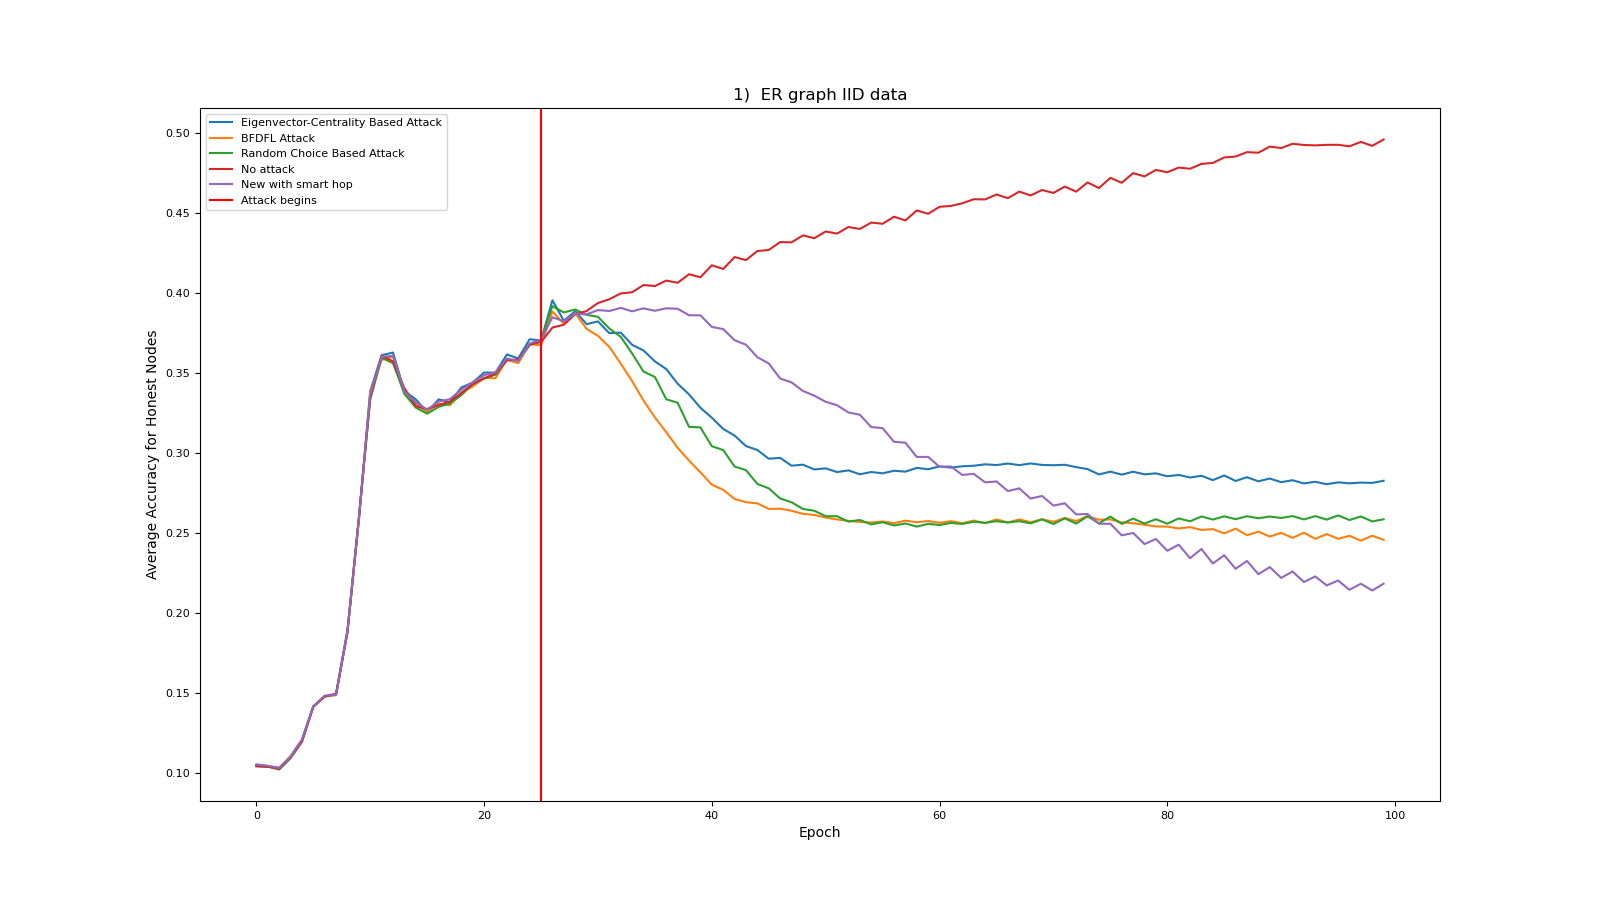 1)  ER graph IID data
Eigenvector-Centrality Based Attack
BFDFL Attack
Random Choice Based Attack
No attack
New with smart hop
Attack begins
Average Accuracy for Honest Nodes
0.50
0.45
0.40
0.35
0.30
0.25
0.20
0.15
0.10
0 20 40 60 80 100
Epoch